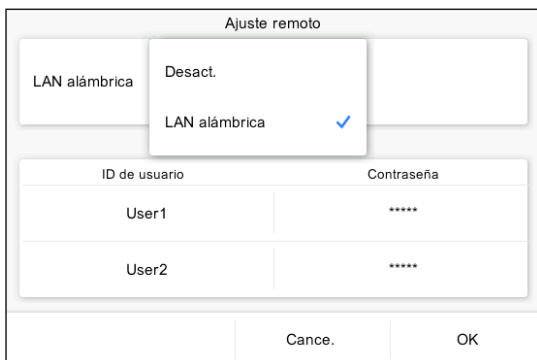 Ajuste remoto
LAN alámbrica
Desact.
LAN alámbrica
ID de usuario Contraseña
User1 *****
User2 *****
Cance. OK